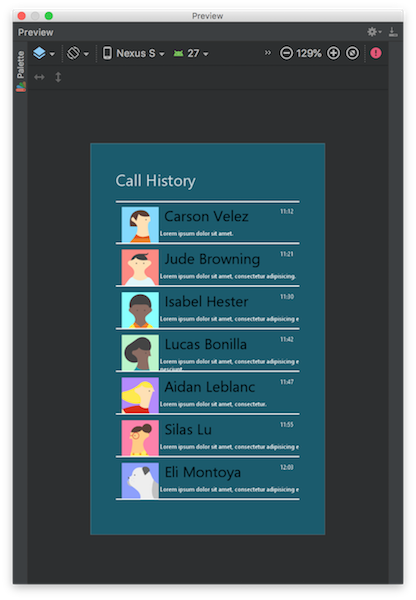 Preview
Preview
Palette
Nexus S
27
129%
Call History
Carson Velez
11:12
Lorem ipsum dolor sit amet.
Jude Browning
11:21
Lorem ipsum dolor sit amet, consectetur adipisicing.
Isabel Hester
11:30
Lorem ipsum dolor sit amet, consectetur adipisicing e
Lucas Bonilla
11:42
Lorem ipsum dolor sit amet, consectetur adipisicing e
nesciunt
Aidan Leblanc
11:47
Lorem ipsum dolor sit amet, consectetur.
Silas Lu
11:55
Lorem ipsum dolor sit amet, consectetur adipisicing e
Eli Montoya
12:03
Lorem ipsum dolor sit amet, consectetur adipisicing e